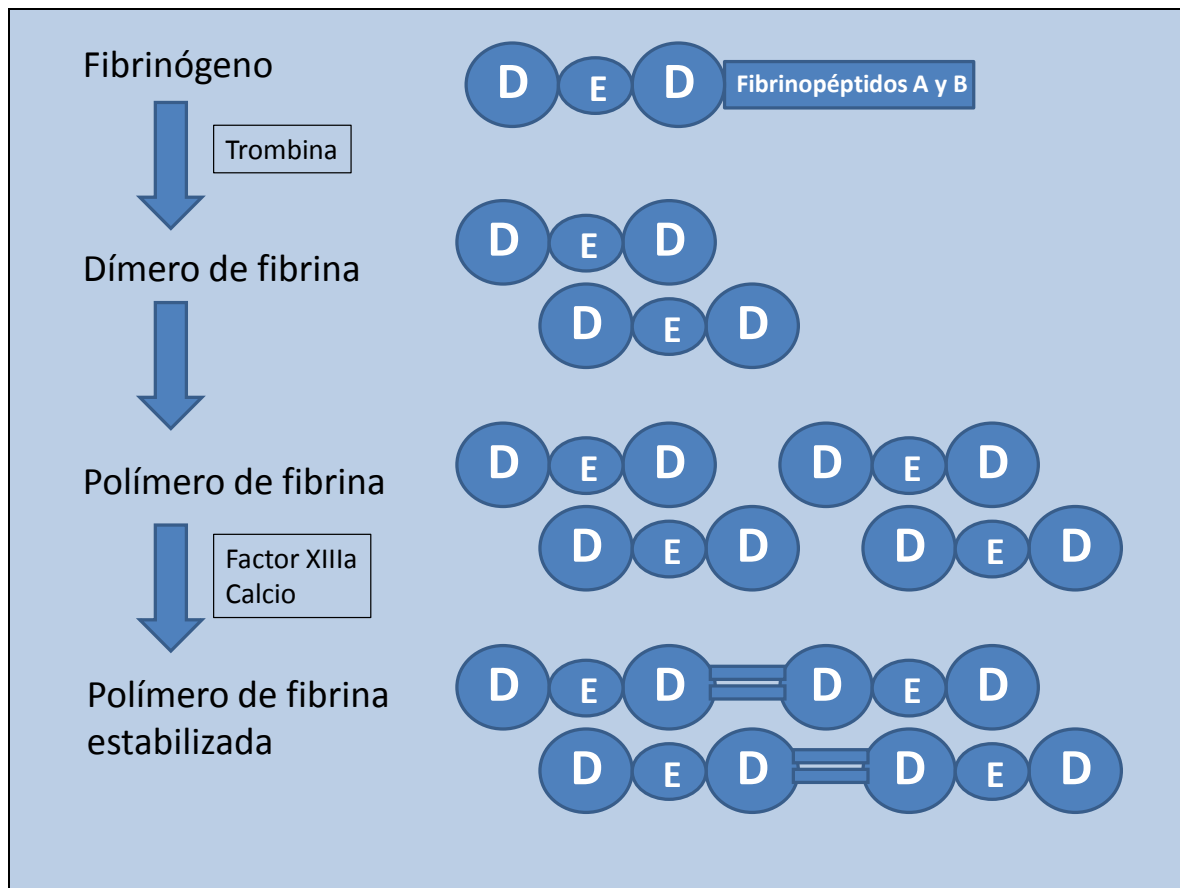 Fibrinógeno
D E D Fibrinopéptidos A y B
Trombina
Dímero de fibrina
D E D
D E D
Polímero de fibrina
D E D D E D
D E D D E D
Factor XIIIa
Calcio
Polímero de fibrina
estabilizada
D E D D E D
D E D D E D